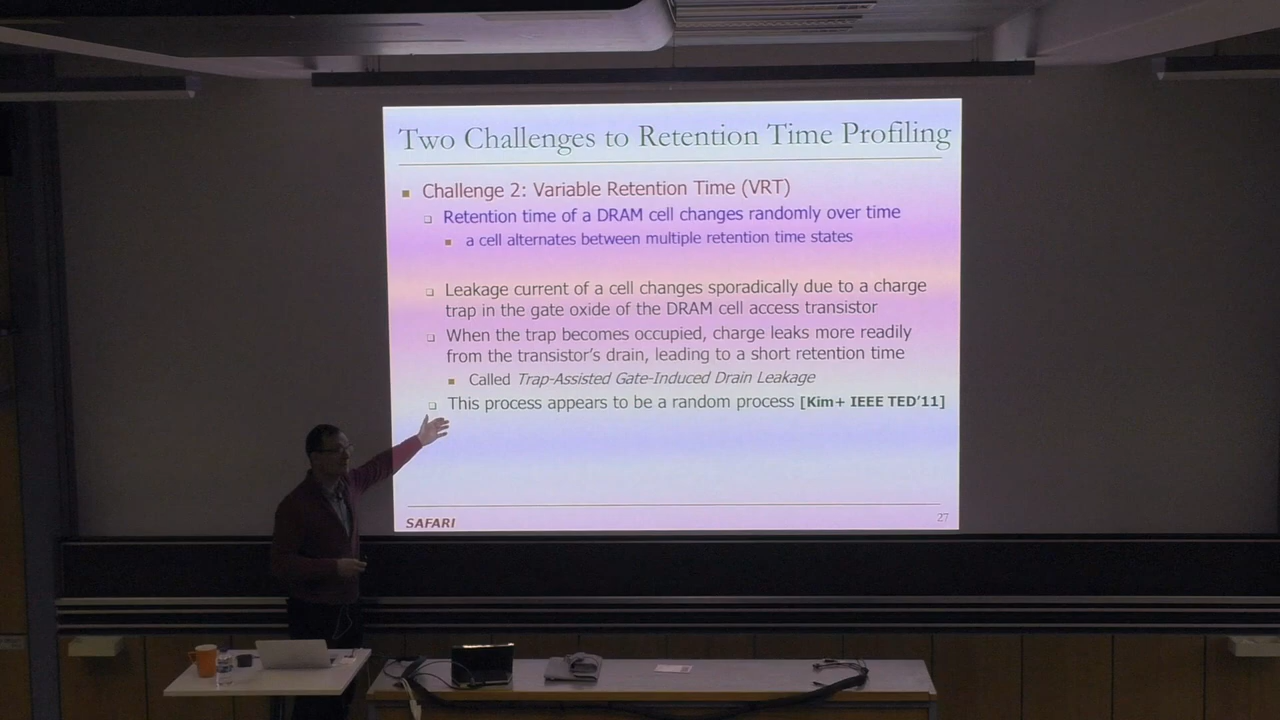 Two Challenges to Retention Time Profiling
Challenge 2: Variable Retention Time (VRT)
Retention time of a DRAM cell changes randomly over time
a cell alternates between multiple retention time states
Leakage current of a cell changes sporadically due to a charge
trap in the gate oxide of the DRAM cell access transistor
When the trap becomes occupied, charge leaks more readily
from the transistor's drain, leading to a short retention time
Called Trap-Assisted Gate-Induced Drain Leakage
This process appears to be a random process [Kim+ IEEE TED'11]
SAFARI
27